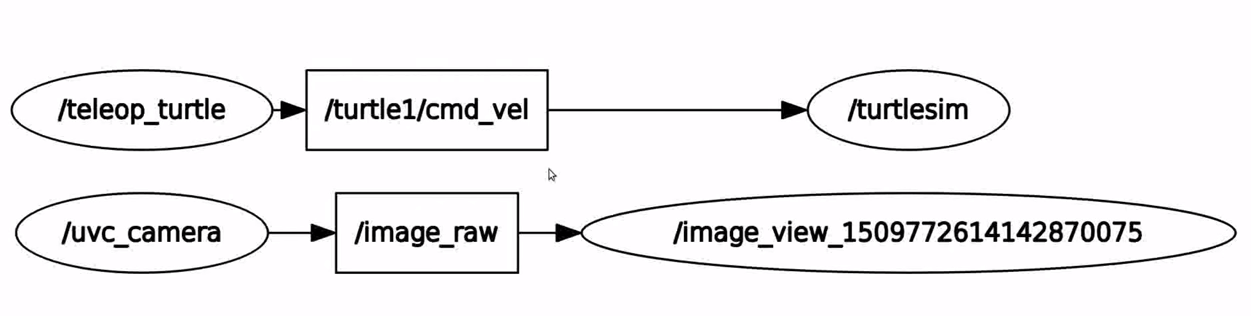 /teleop_turtle /turtle1/cmd_vel /turtlesim
/uvc_camera /image_raw /image_view_1509772614142870075